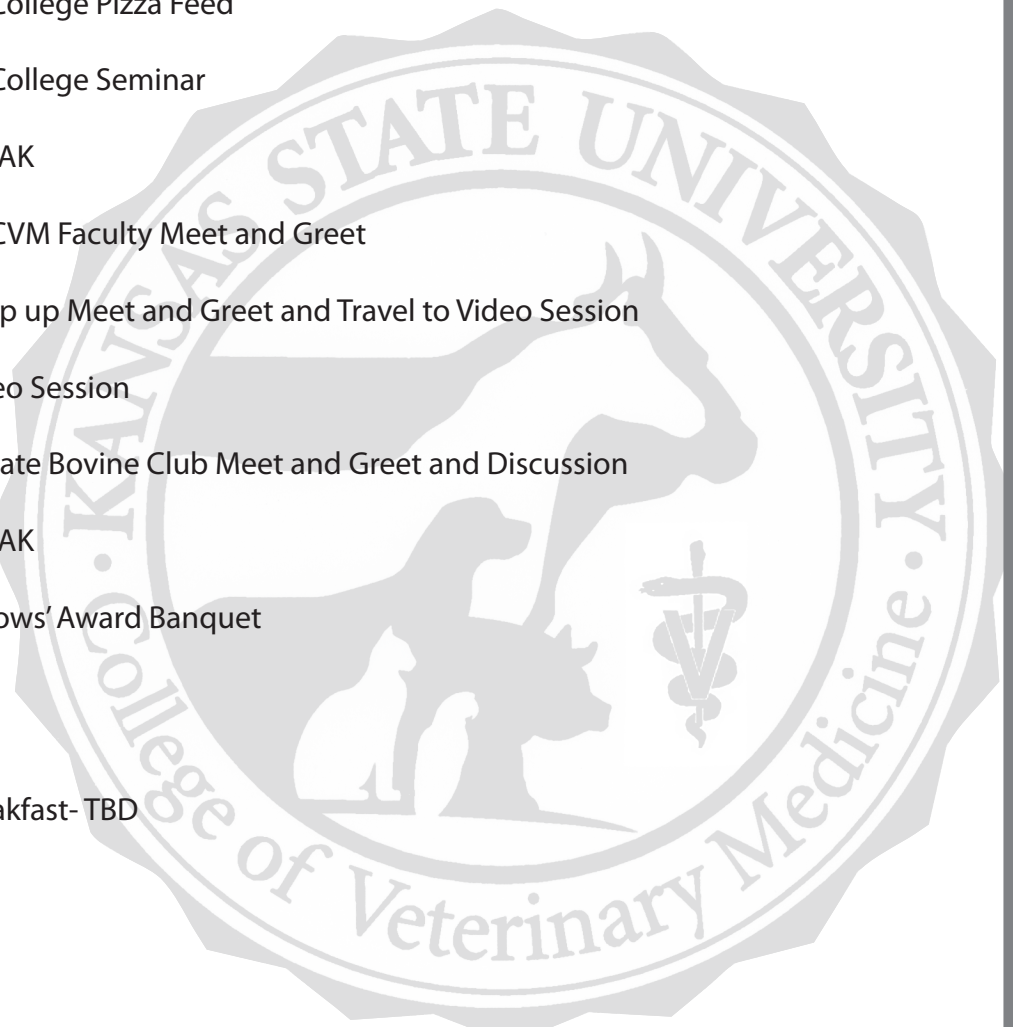 College Pizza Feed
College Seminar
AK
CVM Faculty Meet and Greet
p up Meet and Greet and Travel to Video Session
eo Session
ate Bovine Club Meet and Greet and Discussion
AK
ows’ Award Banquet
akfast- TBD
KANSAS STATE UNIVERSITY
College of Veterinary Medicine
V